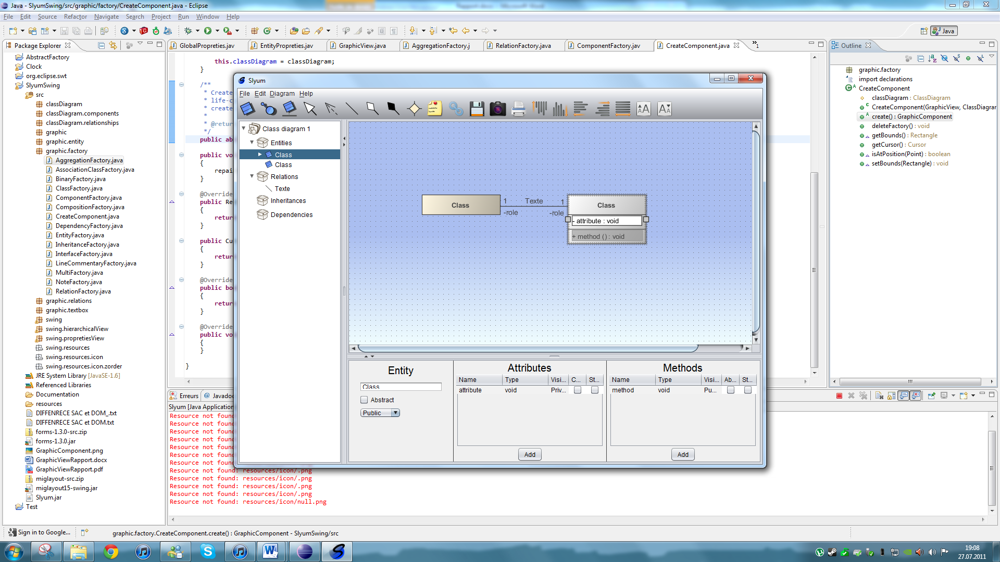 Java - SlyumSwing/src/graphic/factory/CreateComponent.java - Eclipse
File Edit Source Refactor Navigate Search Project Run Window Help
Java
Package Explorer
AbstractFactory
Clock
org.eclipse.swt
SlyumSwing
src
classDiagram
classDiagram.components
classDiagram.relationships
graphic
graphic.entity
graphic.factory
AggregationFactory.java
AssociationClassFactory.java
BinaryFactory.java
ClassFactory.java
ComponentFactory.java
CompositionFactory.java
CreateComponent.java
DependencyFactory.java
EntityFactory.java
InheritanceFactory.java
InterfaceFactory.java
LineCommentaryFactory.java
MultiFactory.java
NoteFactory.java
RelationFactory.java
graphic.relations
graphic.textbox
swing
swing.hierarchicalView
swing.propretiesView
swing.resources
swing.resources.icon
swing.resources.icon.zorder
JRE System Library [JavaSE-1.6]
Referenced Libraries
Documentation
resources
DIFFENRECE SAC et DOM_.txt
DIFFENRECE SAC et DOM.txt
forms-1.3.0-src.zip
forms-1.3.0.jar
GraphicComponent.png
GraphicViewRapport.docx
GraphicViewRapport.pdf
miglayout-src.zip
miglayout15-swing.jar
Slyum.jar
Test
GlobalPropreties.jav EntityPropreties.jav GraphicView.java AggregationFactory.j RelationFactory.java ComponentFactory.jav CreateComponent.java 1
this.classDiagram = classDiagram;
}
/**
* Create
* life-c
* create
*
* @retur
*/
public ab
public vo
{
repai
}
@Override
public Re
{
retur
}
public Cu
{
retur
}
@Override
public bo
{
retur
}
@Override
public vo
{
}
}
Slyum
File Edit Diagram Help
AA AA
Class diagram 1
Entities
Class
Class
Relations
Texte
Inheritances
Dependencies
Class
1 Texte 1
-role -role
Class
- attribute : void
+ method () : void
Entity
Class
Abstract
Public
Attributes
Name Type Visi... C... St...
attribute void Priv...
Add
Methods
Name Type Visi... Ab... St...
method void Pu...
Add
Outline
graphic.factory
import declarations
CreateComponent
classDiagram : ClassDiagram
CreateComponent(GraphicView, ClassDiagrar
create() : GraphicComponent
deleteFactory() : void
getBounds() : Rectangle
getCursor() : Cursor
isAtPosition(Point) : boolean
setBounds(Rectangle) : void
Erreurs @ Javadoc
Slyum [Java Application
Resource not found
Resource not found
Resource not found
Resource not found
Resource not found
Resource not found
Resource not found
Resource not found: resources/icon/.png
Resource not found: resources/icon/.png
Resource not found: resources/icon/.png
Resource not found: resources/icon/.png
Resource not found: resources/icon/null.png
Sign in to Google...
graphic.factory.CreateComponent.create() : GraphicComponent - SlyumSwing/src
19:08
27.07.2011